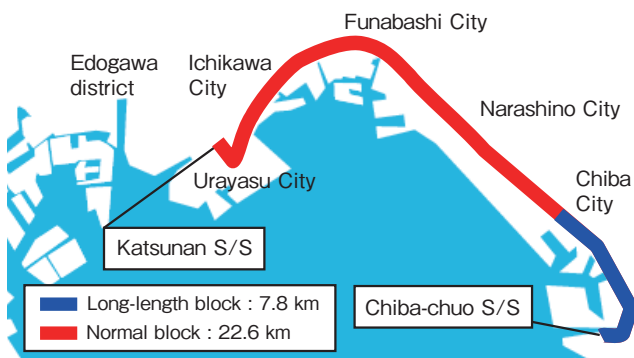 Funabashi City
Edogawa
district
Ichikawa
City
Narashino City
Urayasu City
Chiba
City
Katsunan S/S
Long-length block : 7.8 km
Normal block : 22.6 km
Chiba-chuo S/S